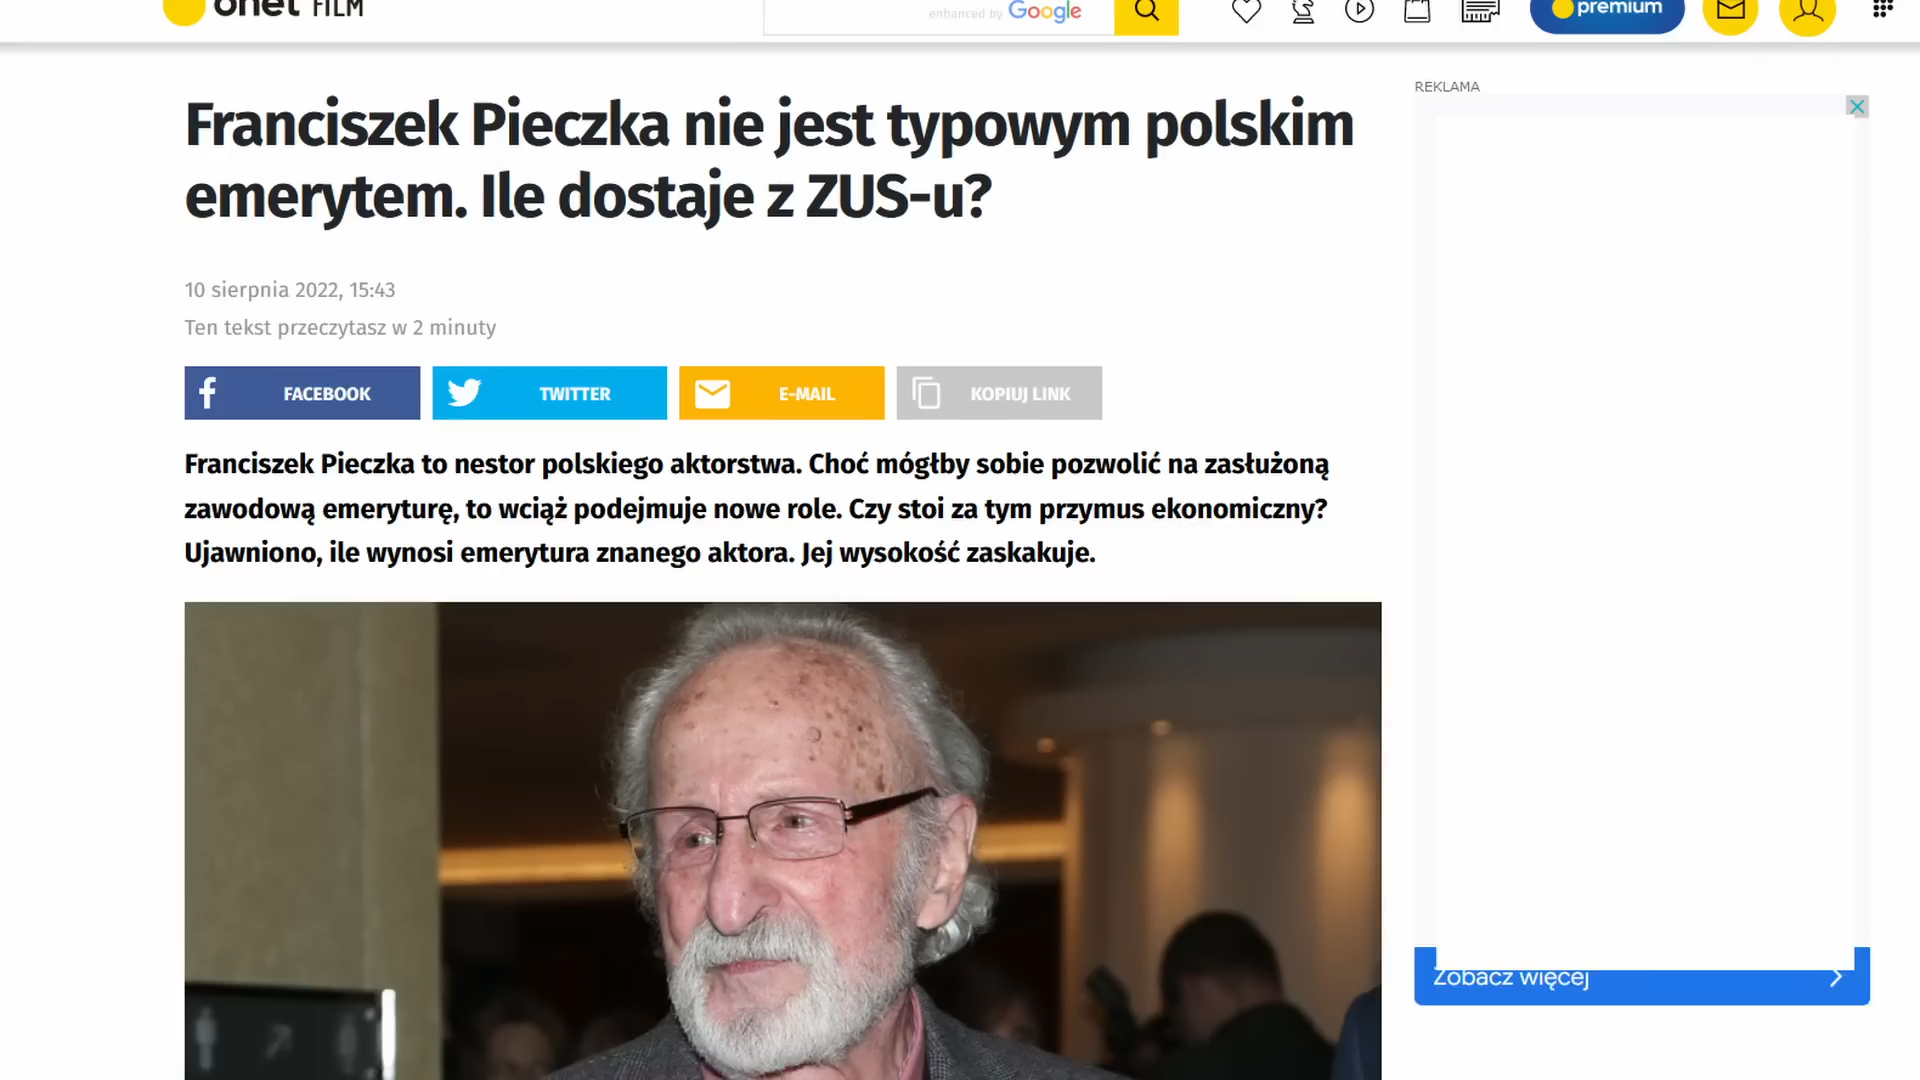 onet FILM
enhanced by Google
premium
REKLAMA
Franciszek Pieczka nie jest typowym polskim
emerytem. Ile dostaje z ZUS-u?
10 sierpnia 2022, 15:43
Ten tekst przeczytasz w 2 minuty
FACEBOOK
TWITTER
E-MAIL
KOPIUJ LINK
Franciszek Pieczka to nestor polskiego aktorstwa. Choć mógłby sobie pozwolić na zasłużoną
zawodową emeryturę, to wciąż podejmuje nowe role. Czy stoi za tym przymus ekonomiczny?
Ujawniono, ile wynosi emerytura znanego aktora. Jej wysokość zaskakuje.
Zobacz więcej